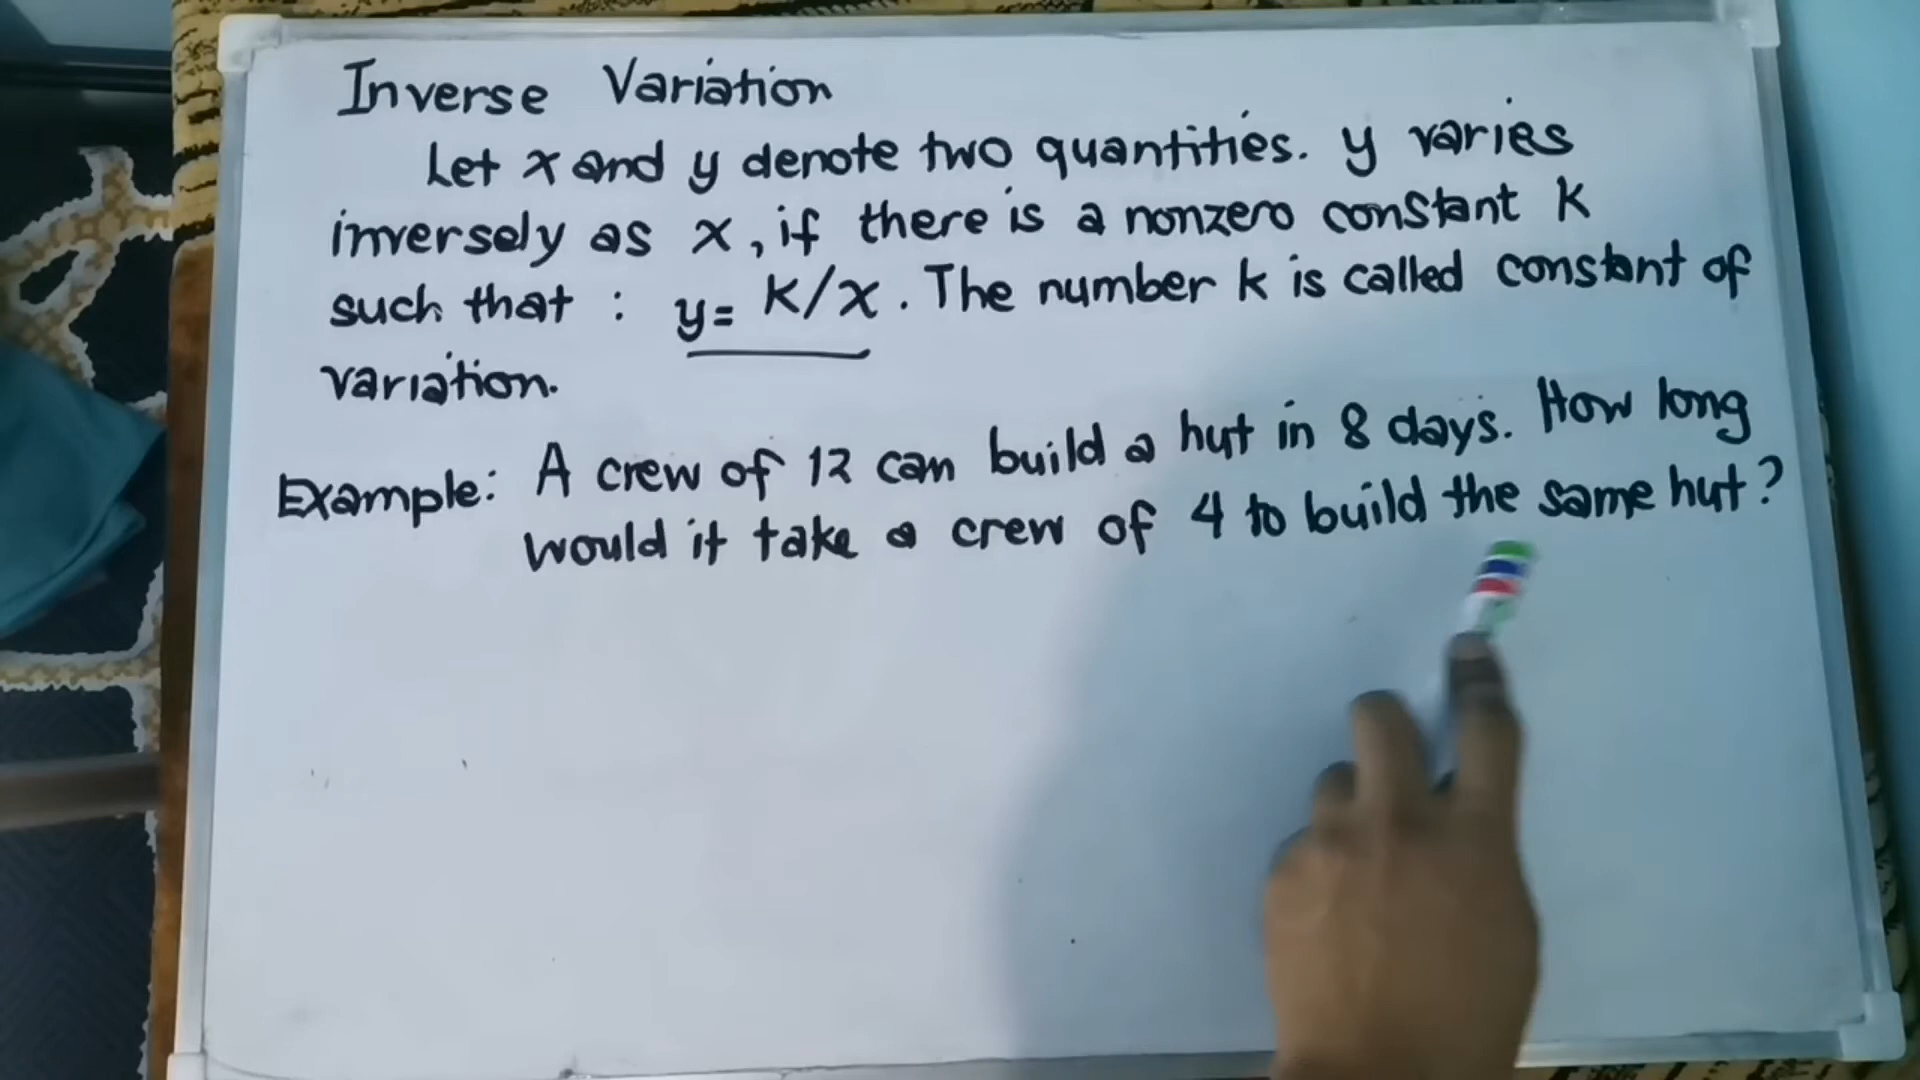 Inverse Variation
Let x and y denote two quantities. y varies
inversely as x, if there is a nonzero constant k
such that : y = k/x. The number k is called constant of
variation.
Example: A crew of 12 can build a hut in 8 days. How long
would it take a crew of 4 to build the same hut?